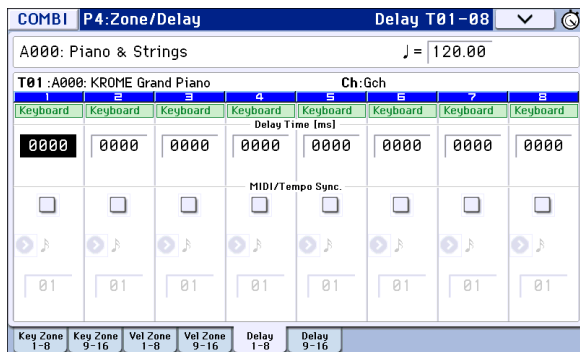 COMBI P4:Zone/Delay Delay T01-08
A000: Piano & Strings ♩= 120.00
T01 :A000: KROME Grand Piano Ch:Gch
1 2 3 4 5 6 7 8
Keyboard Keyboard Keyboard Keyboard Keyboard Keyboard Keyboard Keyboard
Delay Time [ms]
0000 0000 0000 0000 0000 0000 0000 0000
MIDI/Tempo Sync.
01 01 01 01 01 01 01 01
Key Zone 1-8 Key Zone 9-16 Vel Zone 1-8 Vel Zone 9-16 Delay 1-8 Delay 9-16